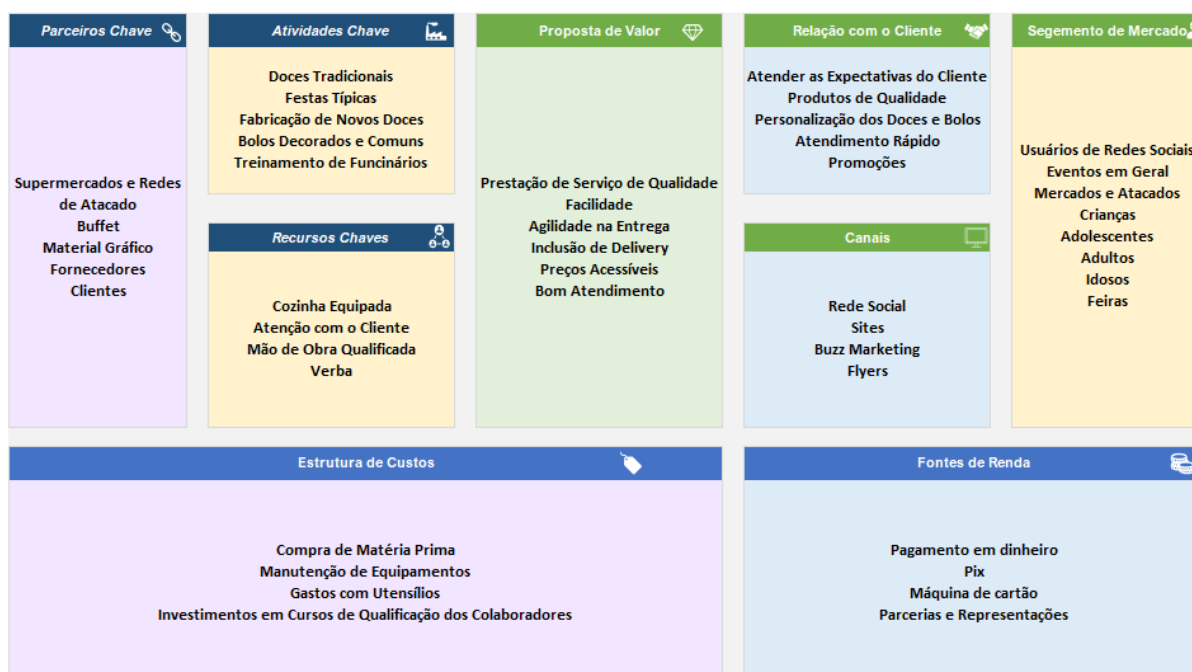 Parceiros Chave
Supermercados e Redes
de Atacado
Buffet
Material Gráfico
Fornecedores
Clientes
Atividades Chave
Doces Tradicionais
Festas Típicas
Fabricação de Novos Doces
Bolos Decorados e Comuns
Treinamento de Funcinários
Recursos Chaves
Cozinha Equipada
Atenção com o Cliente
Mão de Obra Qualificada
Verba
Proposta de Valor
Prestação de Serviço de Qualidade
Facilidade
Agilidade na Entrega
Inclusão de Delivery
Preços Acessíveis
Bom Atendimento
Relação com o Cliente
Atender as Expectativas do Cliente
Produtos de Qualidade
Personalização dos Doces e Bolos
Atendimento Rápido
Promoções
Canais
Rede Social
Sites
Buzz Marketing
Flyers
Segemento de Mercado
Usuários de Redes Sociais
Eventos em Geral
Mercados e Atacados
Crianças
Adolescentes
Adultos
Idosos
Feiras
Estrutura de Custos
Compra de Matéria Prima
Manutenção de Equipamentos
Gastos com Utensílios
Investimentos em Cursos de Qualificação dos Colaboradores
Fontes de Renda
Pagamento em dinheiro
Pix
Máquina de cartão
Parcerias e Representações